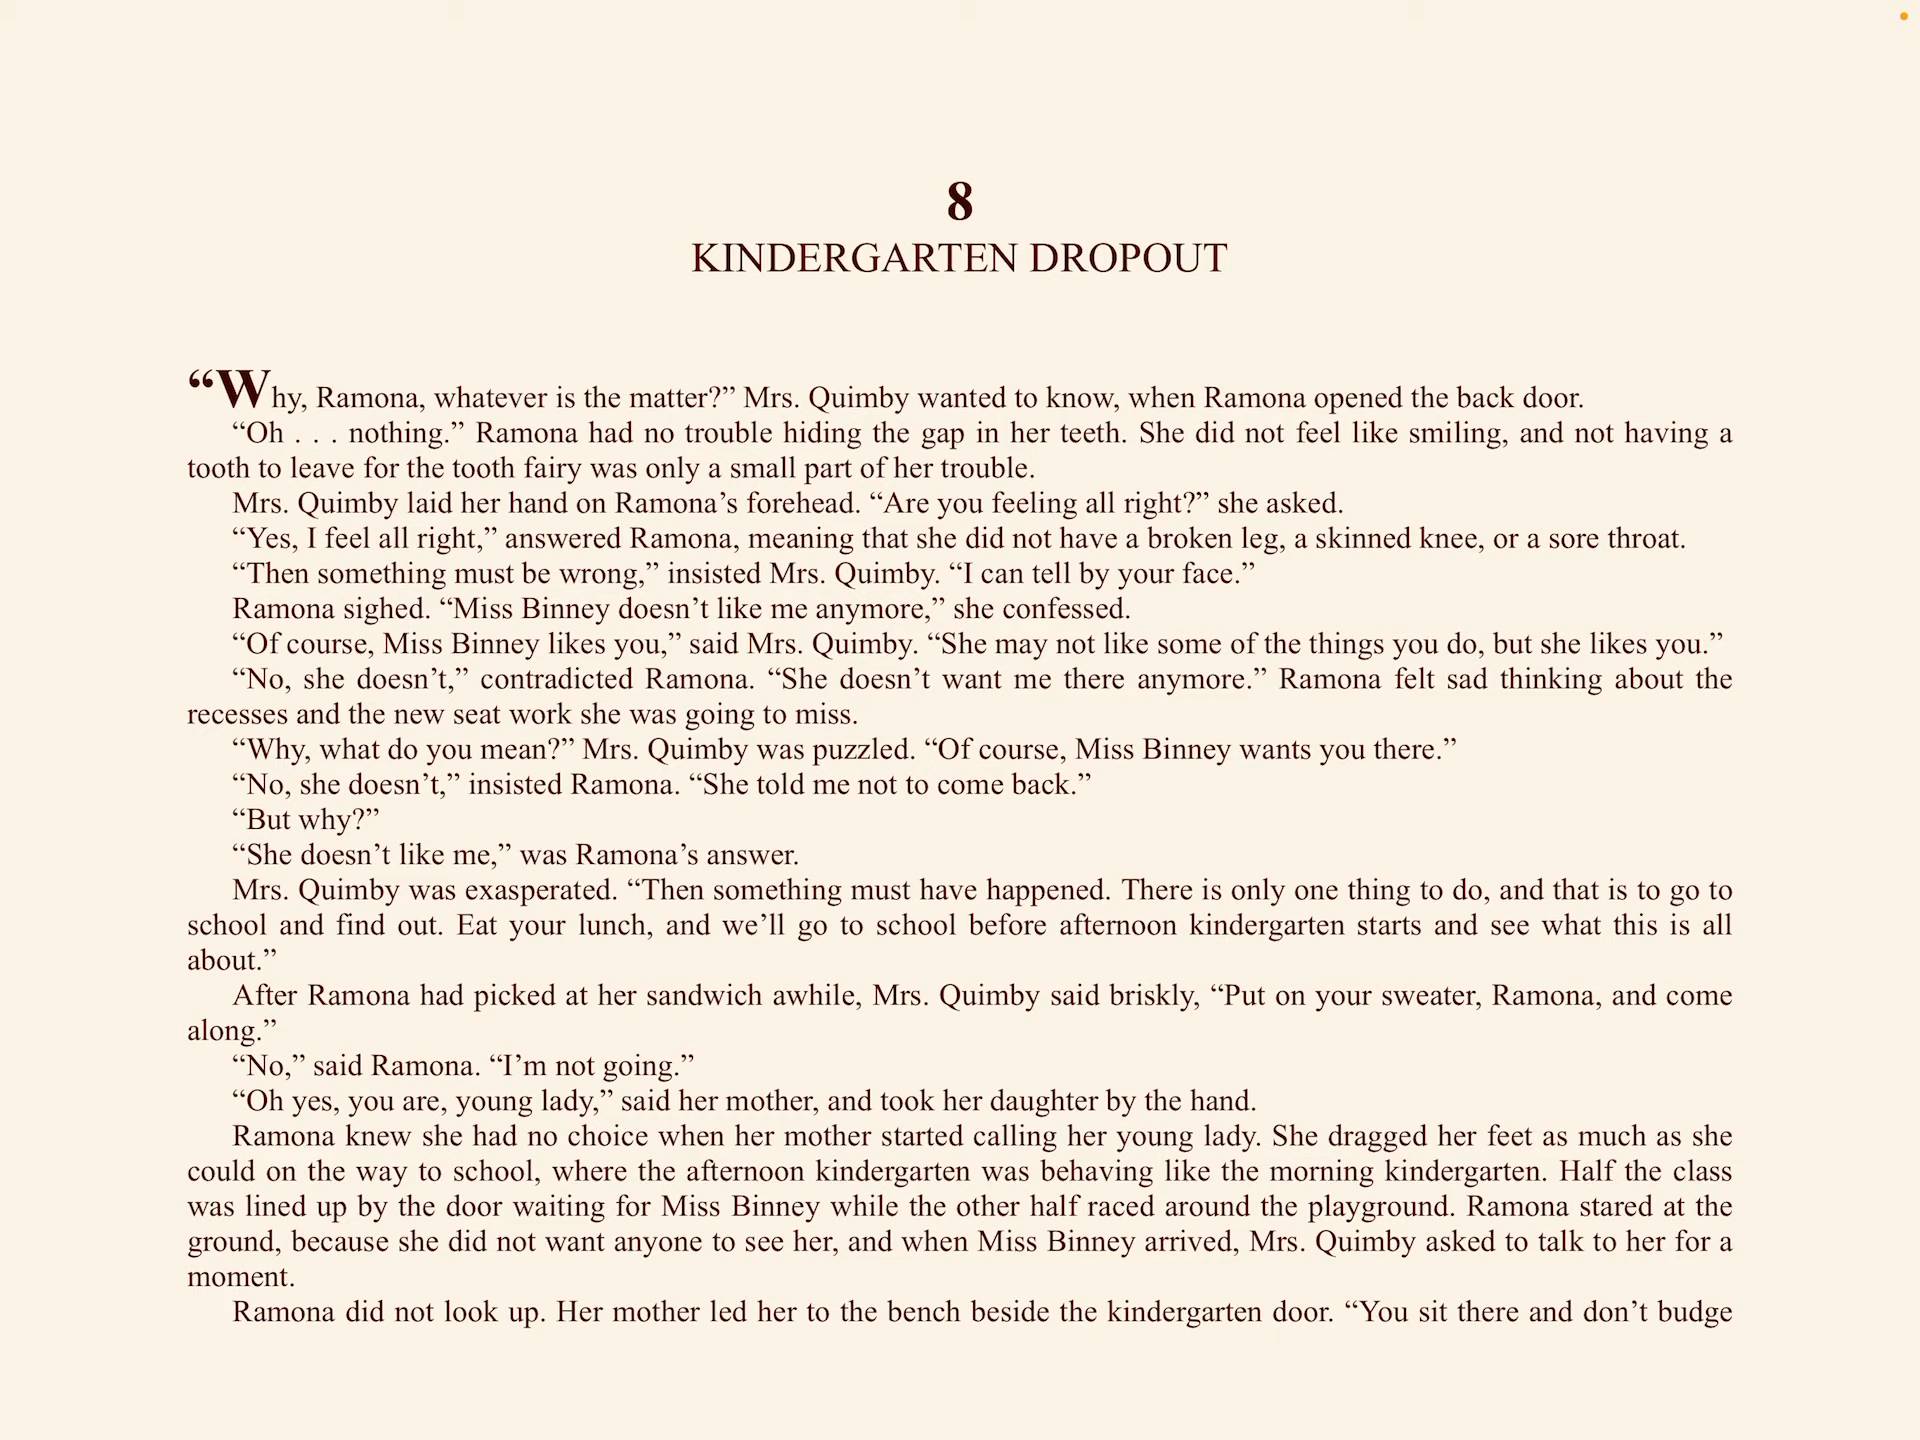 8
KINDERGARTEN DROPOUT
“Why, Ramona, whatever is the matter?” Mrs. Quimby wanted to know, when Ramona opened the back door.
“Oh . . . nothing.” Ramona had no trouble hiding the gap in her teeth. She did not feel like smiling, and not having a
tooth to leave for the tooth fairy was only a small part of her trouble.
Mrs. Quimby laid her hand on Ramona’s forehead. “Are you feeling all right?” she asked.
“Yes, I feel all right,” answered Ramona, meaning that she did not have a broken leg, a skinned knee, or a sore throat.
“Then something must be wrong,” insisted Mrs. Quimby. “I can tell by your face.”
Ramona sighed. “Miss Binney doesn’t like me anymore,” she confessed.
“Of course, Miss Binney likes you,” said Mrs. Quimby. “She may not like some of the things you do, but she likes you.”
“No, she doesn’t,” contradicted Ramona. “She doesn’t want me there anymore.” Ramona felt sad thinking about the
recesses and the new seat work she was going to miss.
“Why, what do you mean?” Mrs. Quimby was puzzled. “Of course, Miss Binney wants you there.”
“No, she doesn’t,” insisted Ramona. “She told me not to come back.”
“But why?”
“She doesn’t like me,” was Ramona’s answer.
Mrs. Quimby was exasperated. “Then something must have happened. There is only one thing to do, and that is to go to
school and find out. Eat your lunch, and we’ll go to school before afternoon kindergarten starts and see what this is all
about.”
After Ramona had picked at her sandwich awhile, Mrs. Quimby said briskly, “Put on your sweater, Ramona, and come
along.”
“No,” said Ramona. “I’m not going.”
“Oh yes, you are, young lady,” said her mother, and took her daughter by the hand.
Ramona knew she had no choice when her mother started calling her young lady. She dragged her feet as much as she
could on the way to school, where the afternoon kindergarten was behaving like the morning kindergarten. Half the class
was lined up by the door waiting for Miss Binney while the other half raced around the playground. Ramona stared at the
ground, because she did not want anyone to see her, and when Miss Binney arrived, Mrs. Quimby asked to talk to her for a
moment.
Ramona did not look up. Her mother led her to the bench beside the kindergarten door. “You sit there and don’t budge